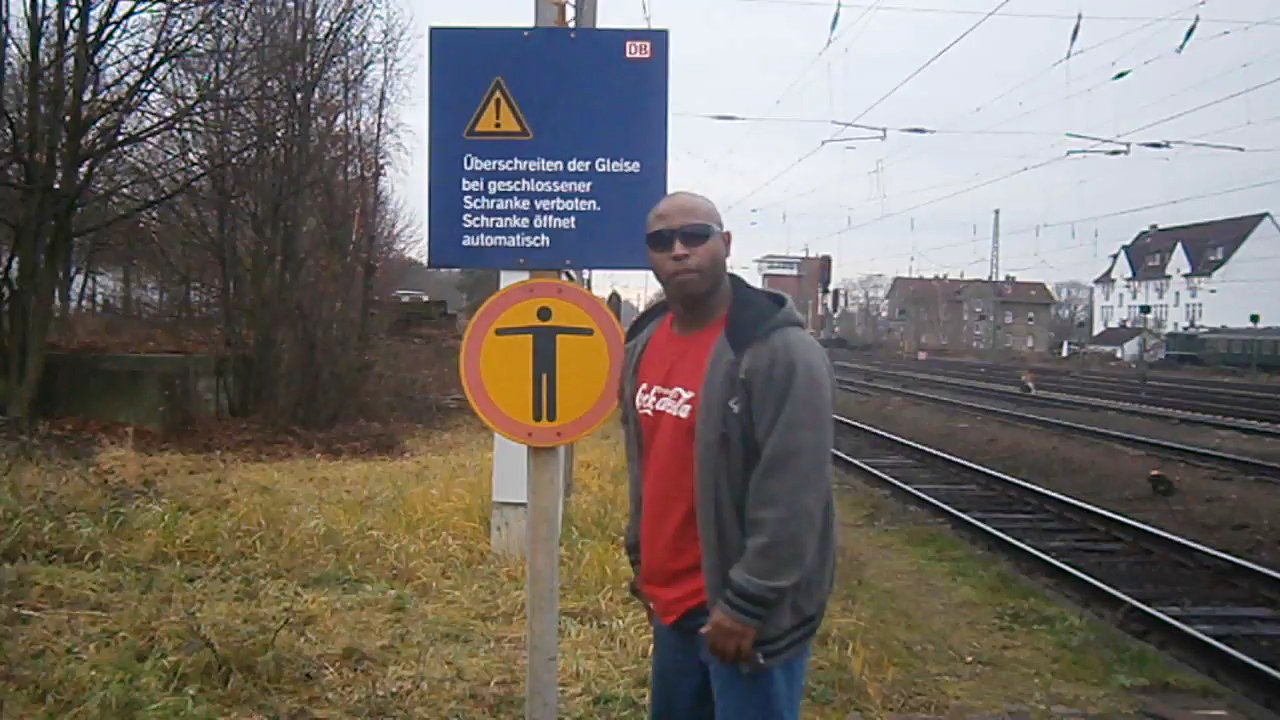 DB
Überschreiten der Gleise
bei geschlossener
Schranke verboten.
Schranke öffnet
automatisch
Coca-Cola